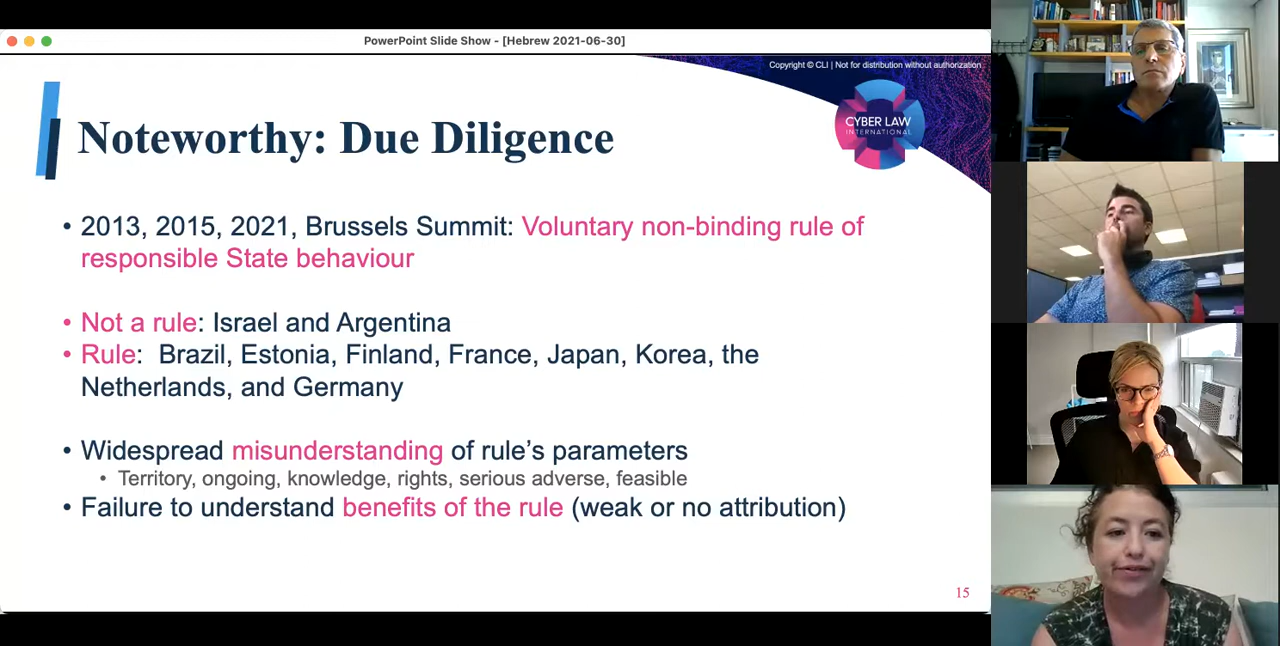 PowerPoint Slide Show - [Hebrew 2021-06-30]
Copyright © CLI | Not for distribution without authorization
CYBER LAW
INTERNATIONAL
Noteworthy: Due Diligence
• 2013, 2015, 2021, Brussels Summit: Voluntary non-binding rule of
responsible State behaviour
• Not a rule: Israel and Argentina
• Rule: Brazil, Estonia, Finland, France, Japan, Korea, the
Netherlands, and Germany
• Widespread misunderstanding of rule's parameters
• Territory, ongoing, knowledge, rights, serious adverse, feasible
• Failure to understand benefits of the rule (weak or no attribution)
15